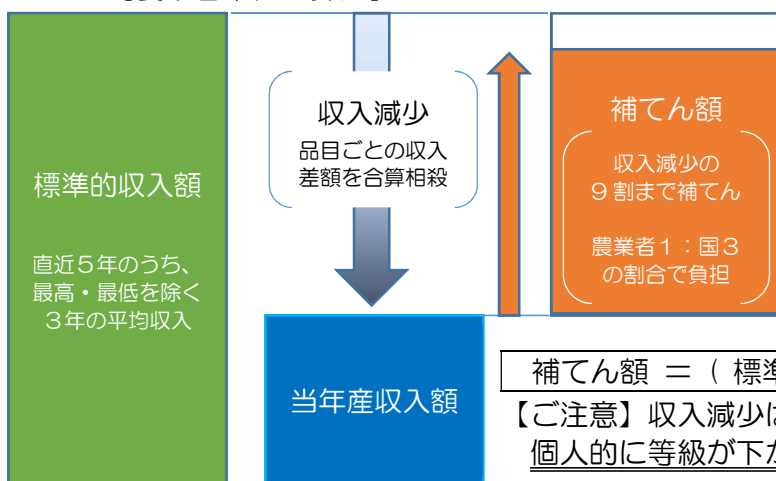 標準的収入額
直近５年のうち、
最高・最低を除く
３年の平均収入
収入減少
品目ごとの収入
差額を合算相殺
当年産収入額
補てん額
収入減少の
９割まで補てん
農業者１：国３
の割合で負担
補てん額 ＝（ 標準
【ご注意】収入減少は
個人的に等級が下が